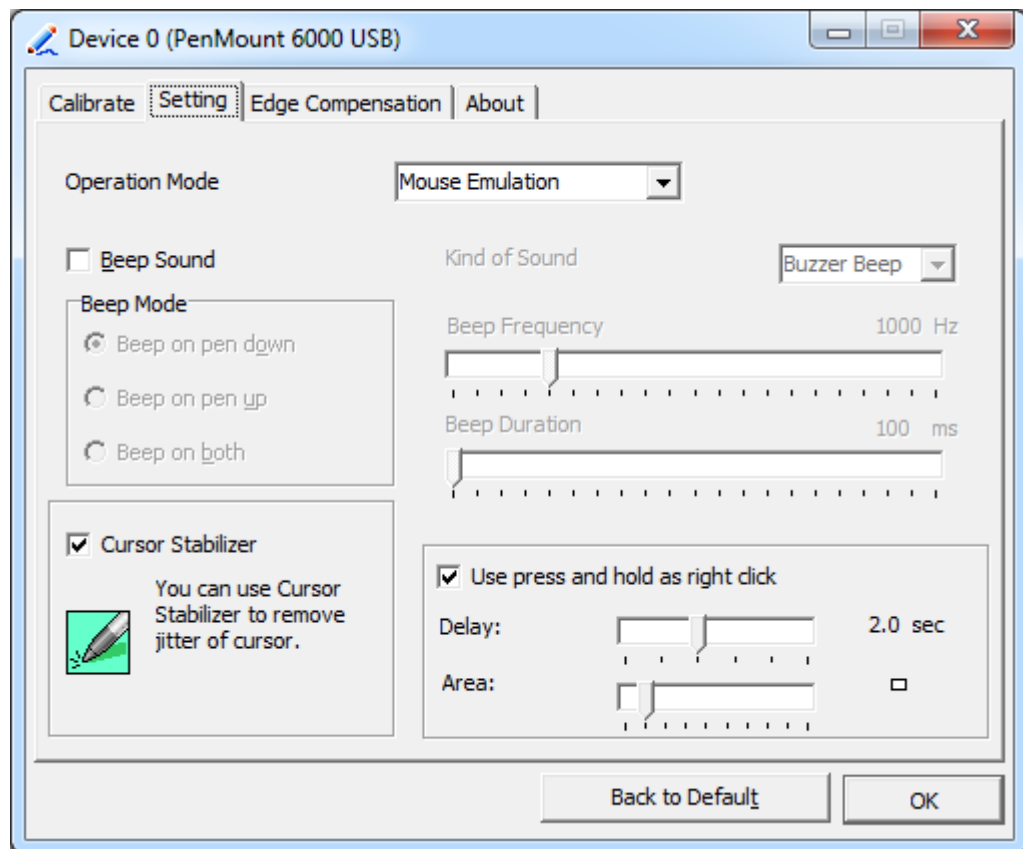 Device 0 (PenMount 6000 USB)
Calibrate Setting Edge Compensation About
Operation Mode Mouse Emulation
Beep Sound Kind of Sound Buzzer Beep
Beep Mode
Beep Frequency 1000 Hz
Beep on pen down
Beep on pen up
Beep Duration 100 ms
Beep on both
Cursor Stabilizer
You can use Cursor
Stabilizer to remove
jitter of cursor.
Use press and hold as right click
Delay: 2.0 sec
Area:
Back to Default OK